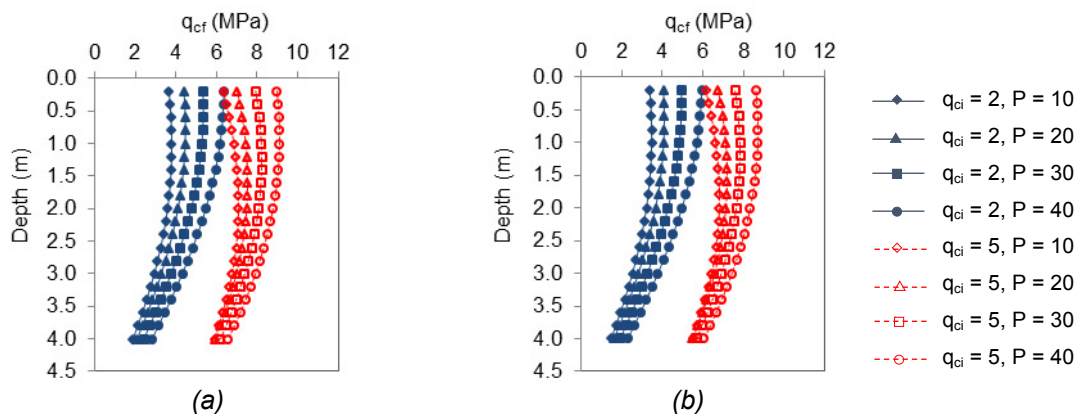 q_cf (MPa)
0 2 4 6 8 10 12
0.0
0.5
1.0
1.5
2.0
2.5
3.0
3.5
4.0
4.5
Depth (m)
(a)
q_cf (MPa)
0 2 4 6 8 10 12
0.0
0.5
1.0
1.5
2.0
2.5
3.0
3.5
4.0
4.5
Depth (m)
(b)
q_ci = 2, P = 10
q_ci = 2, P = 20
q_ci = 2, P = 30
q_ci = 2, P = 40
q_ci = 5, P = 10
q_ci = 5, P = 20
q_ci = 5, P = 30
q_ci = 5, P = 40